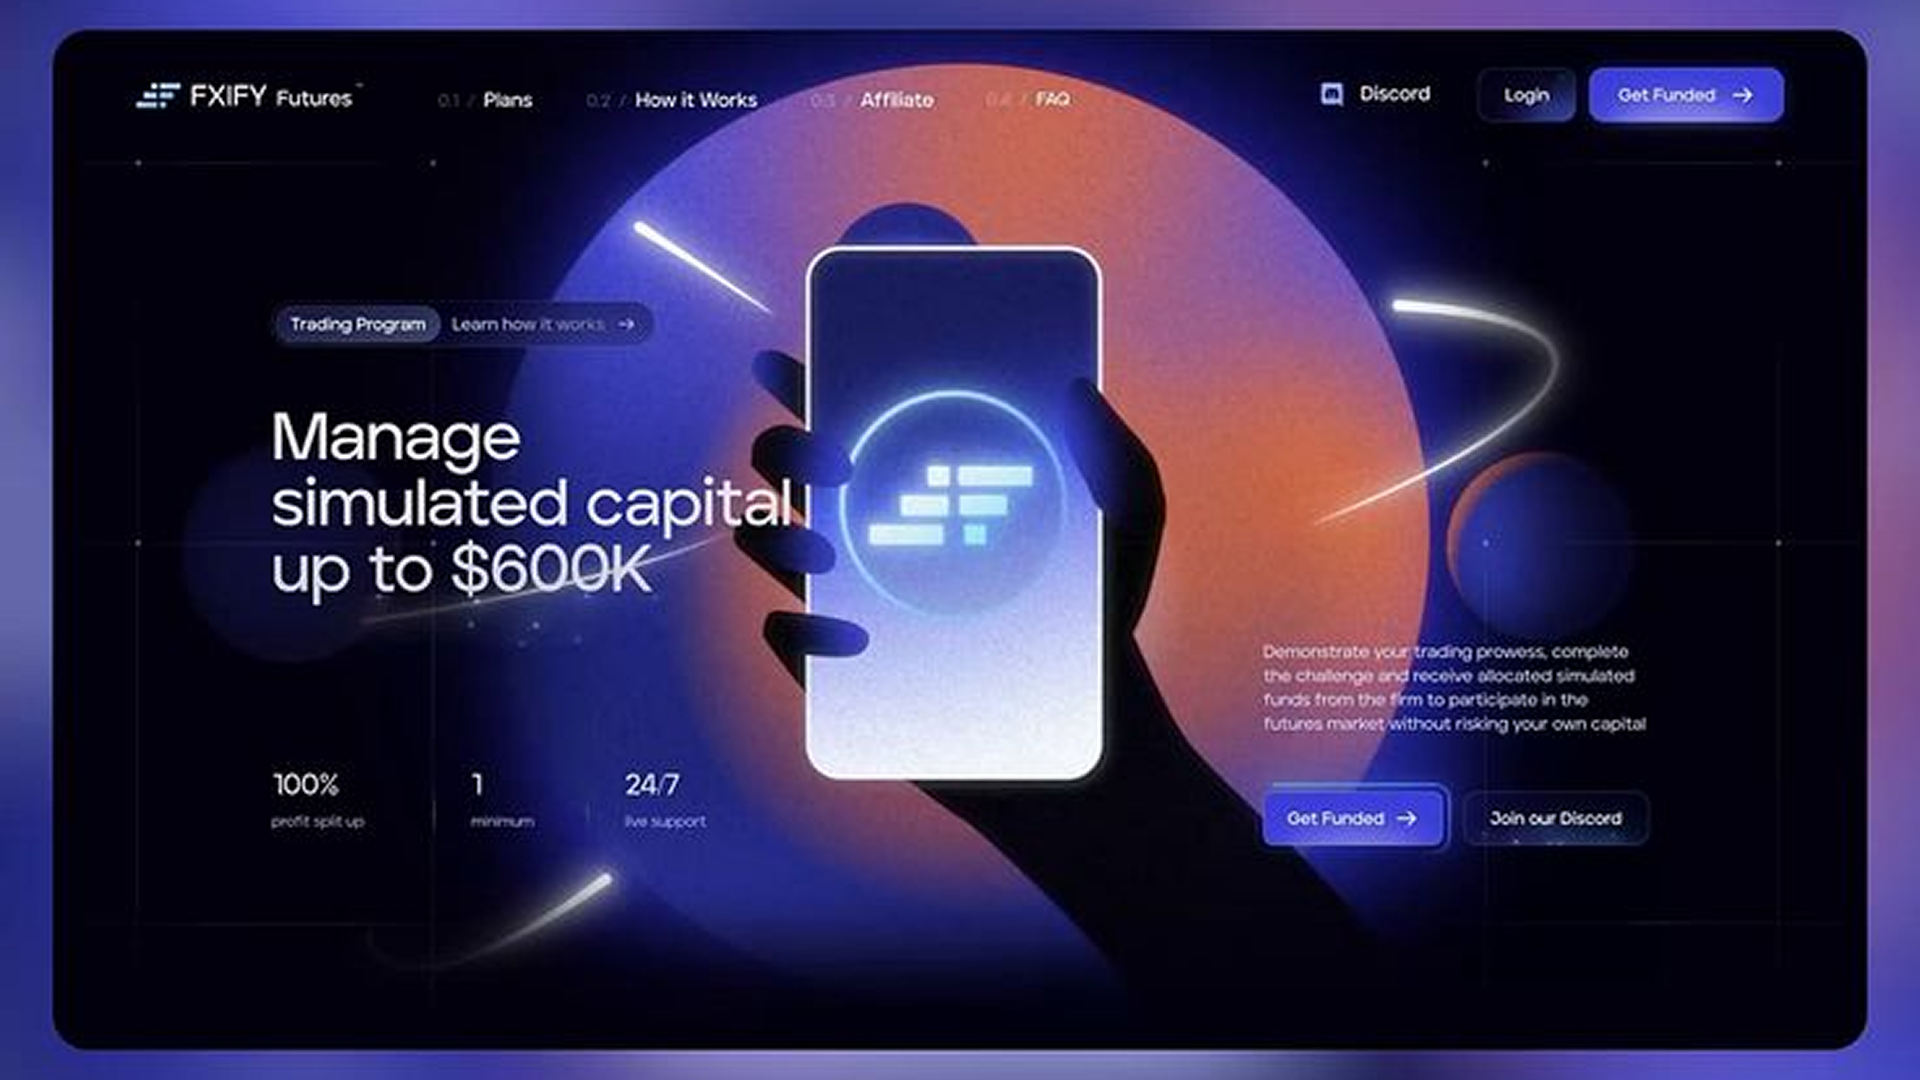 FXIFY Futures™
0.1 / Plans
0.2 / How it Works
0.3 / Affiliate
0.4 / FAQ
Discord
Login
Get Funded →
Trading Program
Learn how it works →
Manage
simulated capital
up to $600K
Demonstrate your trading prowess, complete
the challenge and receive allocated simulated
funds from the firm to participate in the
futures market without risking your own capital
100%
profit split up
1
minimum
24/7
live support
Get Funded →
Join our Discord